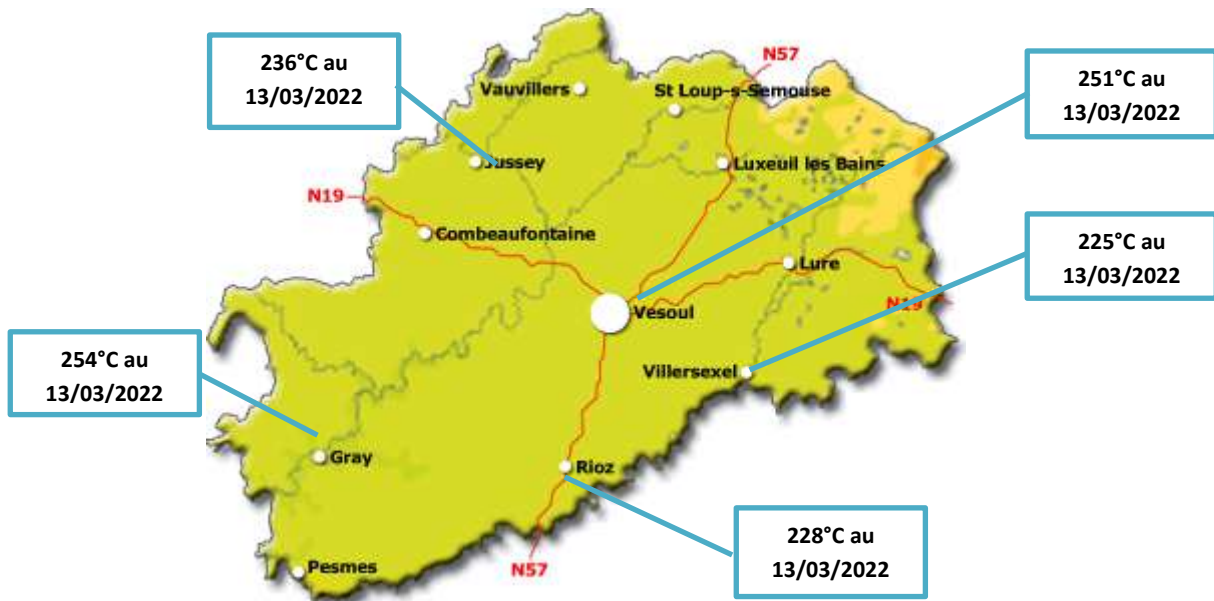 236°C au
13/03/2022
N57
251°C au
13/03/2022
Vauvillers
St Loup-s-Semouse
Jussey
Luxeuil les Bains
N19
Combeaufontaine
225°C au
13/03/2022
Lure
N19
Vesoul
254°C au
13/03/2022
Villersexel
Gray
Rioz
228°C au
13/03/2022
Pesmes
N57